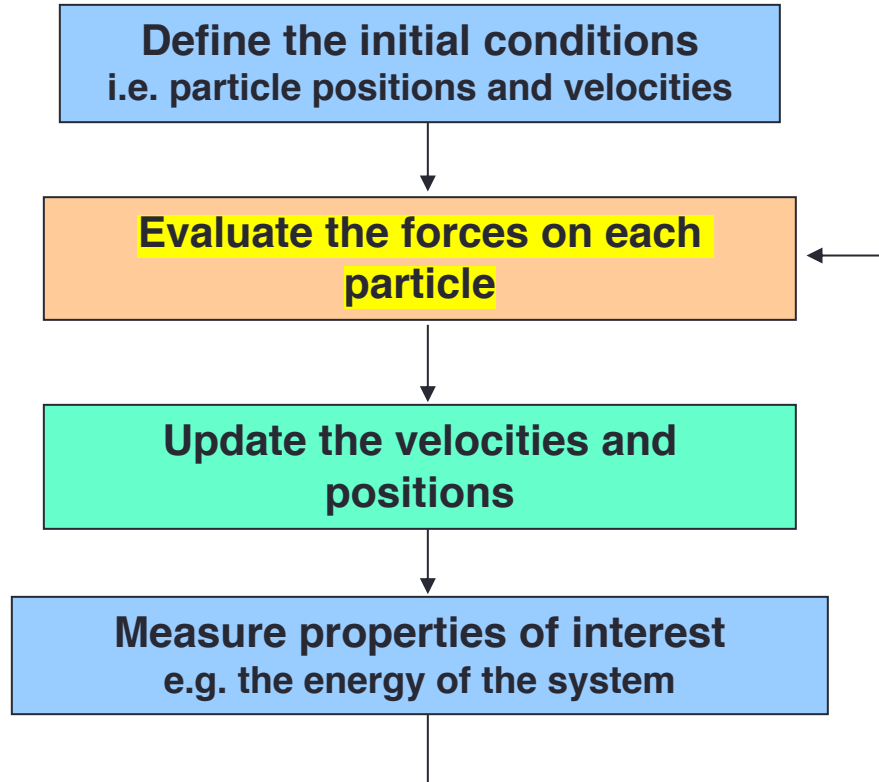 Define the initial conditions
i.e. particle positions and velocities
Evaluate the forces on each
particle
Update the velocities and
positions
Measure properties of interest
e.g. the energy of the system